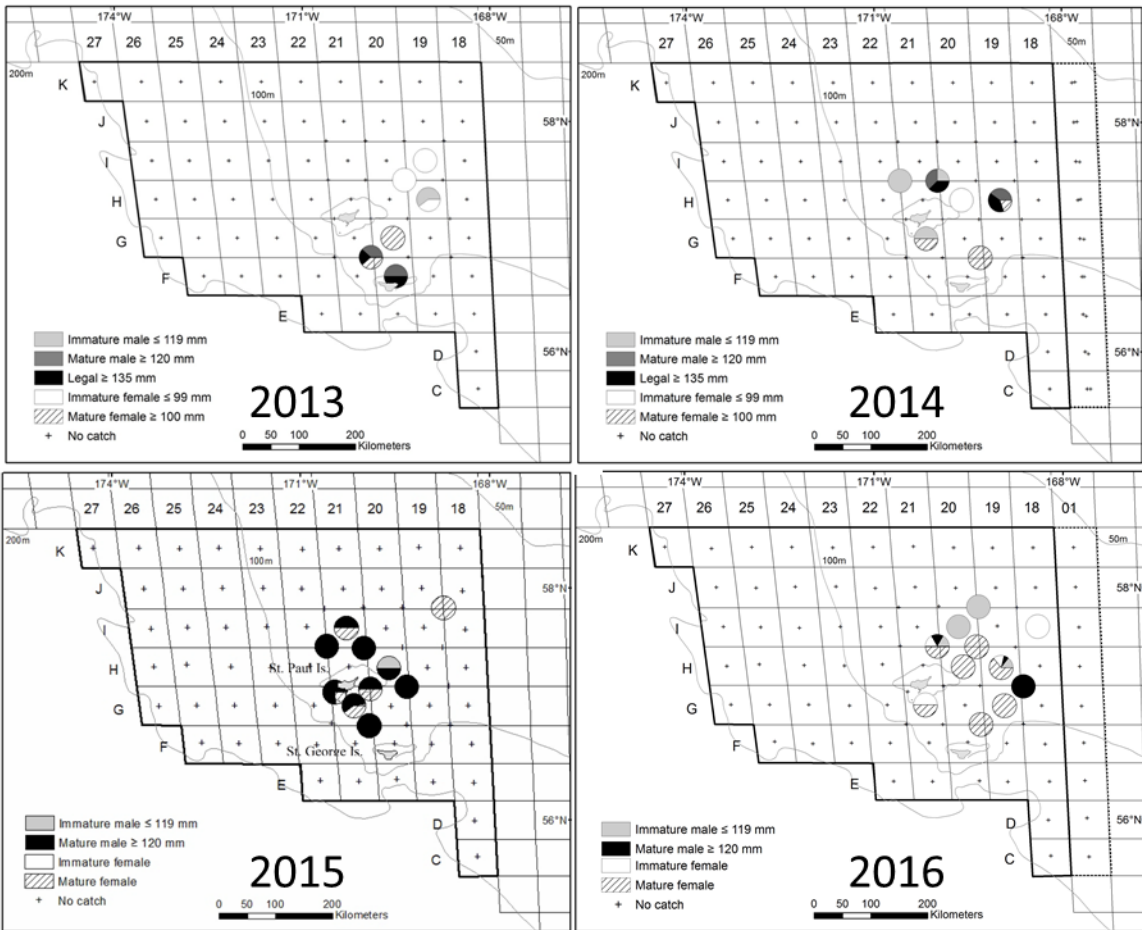 174°W 171°W 168°W
27 26 25 24 23 22 21 20 19 18 50m
200m
K
100m
J 58°N
I
H
G
F
E
D 56°N
C
Immature male ≤ 119 mm
Mature male ≥ 120 mm
Legal ≥ 135 mm
Immature female ≤ 99 mm
Mature female ≥ 100 mm
+ No catch
2013
0 50 100 200
Kilometers
174°W 171°W 168°W
27 26 25 24 23 22 21 20 19 18 50m
200m
K
100m
J 58°N
I
H
G
F
E
D 56°N
C
Immature male ≤ 119 mm
Mature male ≥ 120 mm
Legal ≥ 135 mm
Immature female ≤ 99 mm
Mature female ≥ 100 mm
+ No catch
2014
0 50 100 200
Kilometers
174°W 171°W 168°W
27 26 25 24 23 22 21 20 19 18 50m
200m
K
100m
J 58°N
I
H St. Paul Is.
G
F St. George Is.
E
D 56°N
C
Immature male ≤ 119 mm
Mature male ≥ 120 mm
Immature female
Mature female
+ No catch
2015
0 50 100 200
Kilometers
174°W 171°W 168°W
27 26 25 24 23 22 21 20 19 18 01
200m 50m
K
100m
J 58°N
I
H
G
F
E
D 56°N
C
Immature male ≤ 119 mm
Mature male ≥ 120 mm
Immature female
Mature female
+ No catch
2016
0 50 100 200
Kilometers